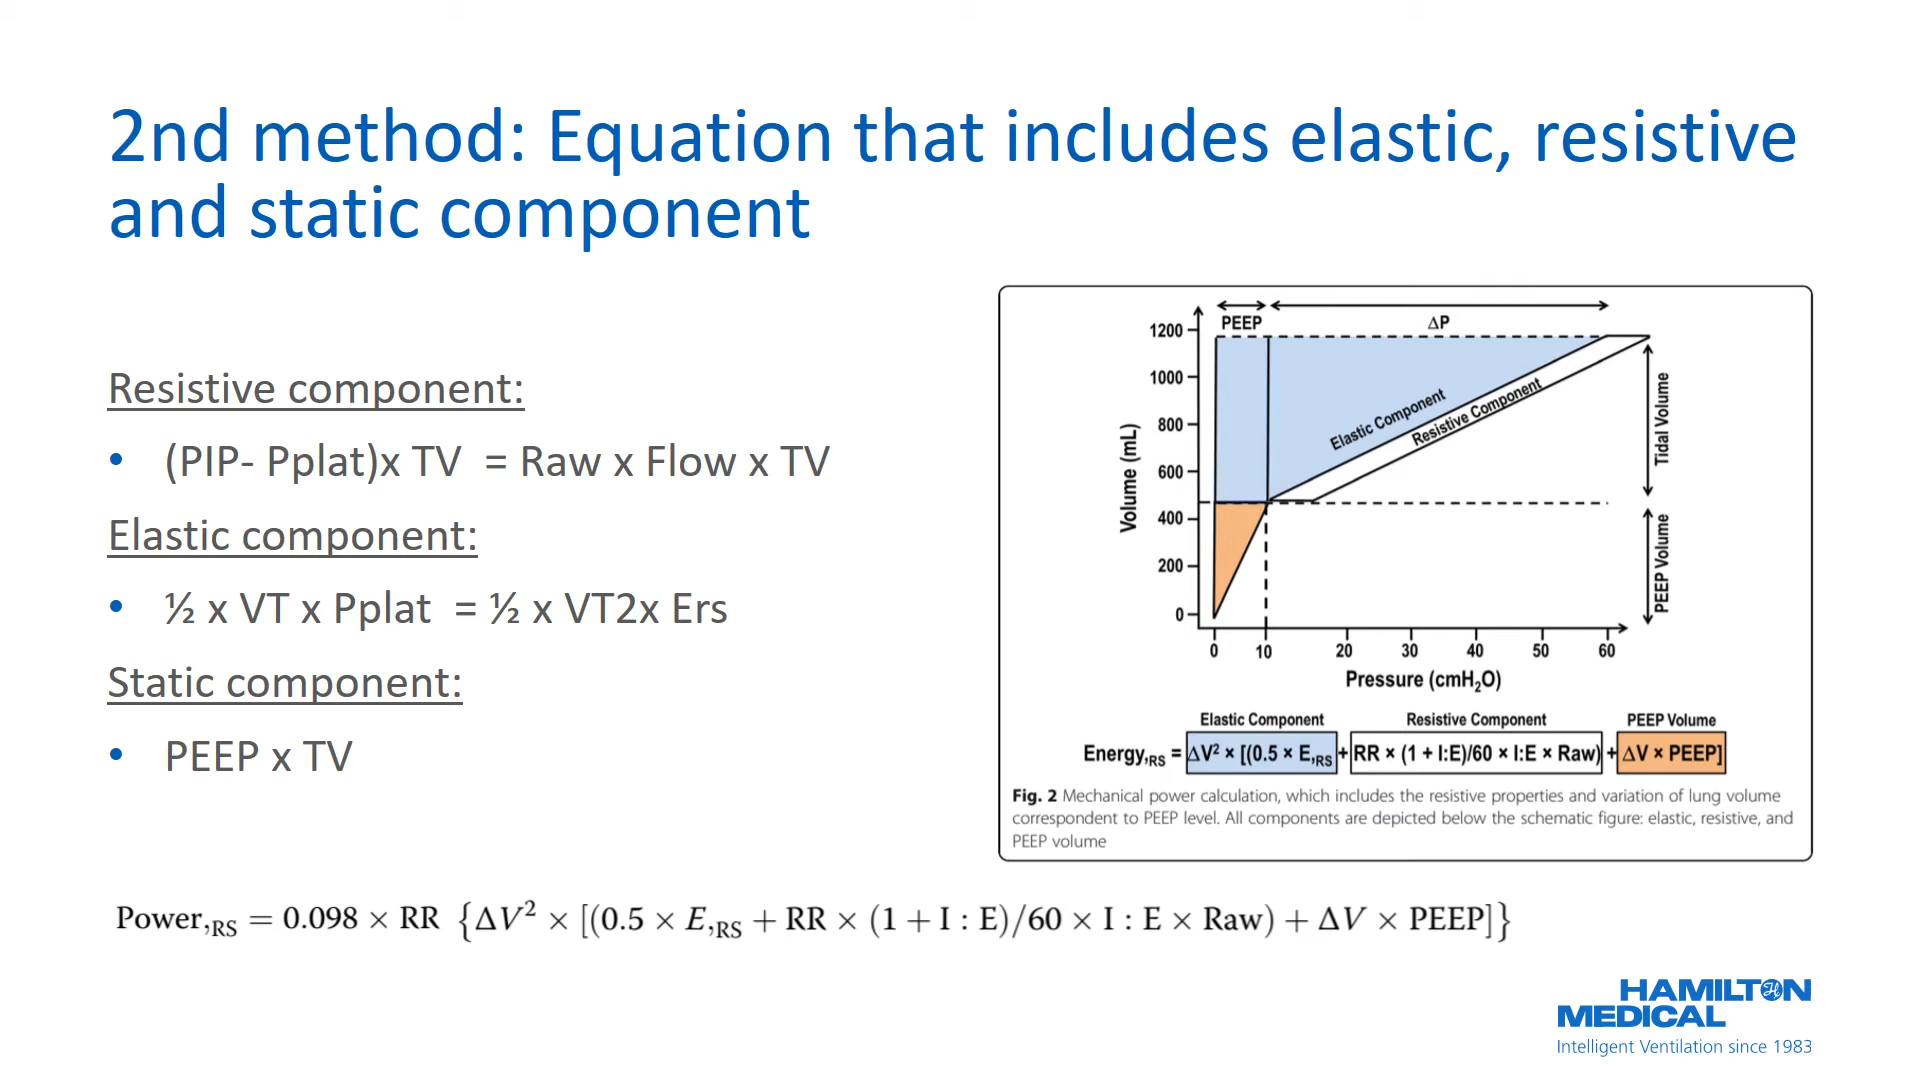 2nd method: Equation that includes elastic, resistive
and static component
Resistive component:
• (PIP- Pplat)x TV = Raw x Flow x TV
Elastic component:
• ½ x VT x Pplat = ½ x VT2x Ers
Static component:
• PEEP x TV
PEEP
ΔP
1200
1000
800
600
400
200
0
Volume (mL)
Elastic Component
Resistive Component
Tidal Volume
PEEP Volume
0 10 20 30 40 50 60
Pressure (cmH₂O)
Elastic Component Resistive Component PEEP Volume
Energy,RS = ΔV² × [(0.5 × E,RS + RR × (1 + I:E)/60 × I:E × Raw) + ΔV × PEEP]
Fig. 2 Mechanical power calculation, which includes the resistive properties and variation of lung volume
correspondent to PEEP level. All components are depicted below the schematic figure: elastic, resistive, and
PEEP volume
Power,RS = 0.098 × RR {ΔV² × [(0.5 × E,RS + RR × (1 + I : E)/60 × I : E × Raw) + ΔV × PEEP]}
HAMILTON
MEDICAL
Intelligent Ventilation since 1983